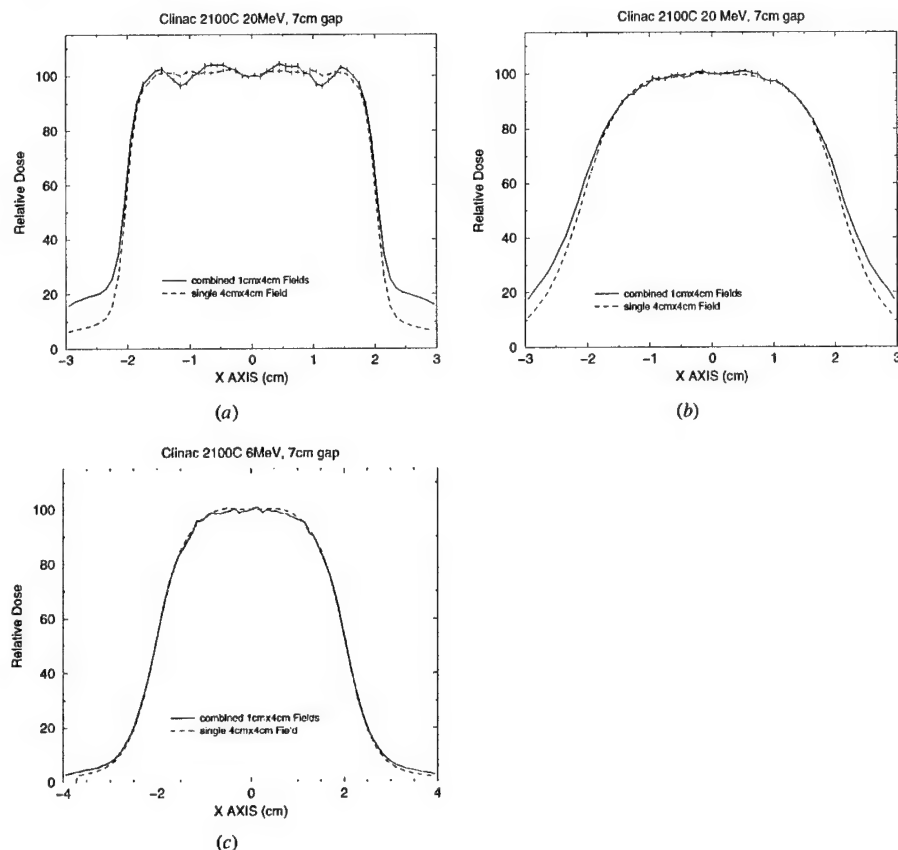 Clinac 2100C 20MeV, 7cm gap
100
80
60
40
20
0
Relative Dose
combined 1cmx4cm Fields
single 4cmx4cm Field
−3
−2
−1
0
1
2
3
X AXIS (cm)
(a)
Clinac 2100C 20 MeV, 7cm gap
100
80
60
40
20
0
Relative Dose
combined 1cmx4cm Fields
single 4cmx4cm Field
−3
−2
−1
0
1
2
3
X AXIS (cm)
(b)
Clinac 2100C 6MeV, 7cm gap
100
80
60
40
20
0
Relative Dose
combined 1cmx4cm Fields
single 4cmx4cm Field
−4
−2
0
2
4
X AXIS (cm)
(c)